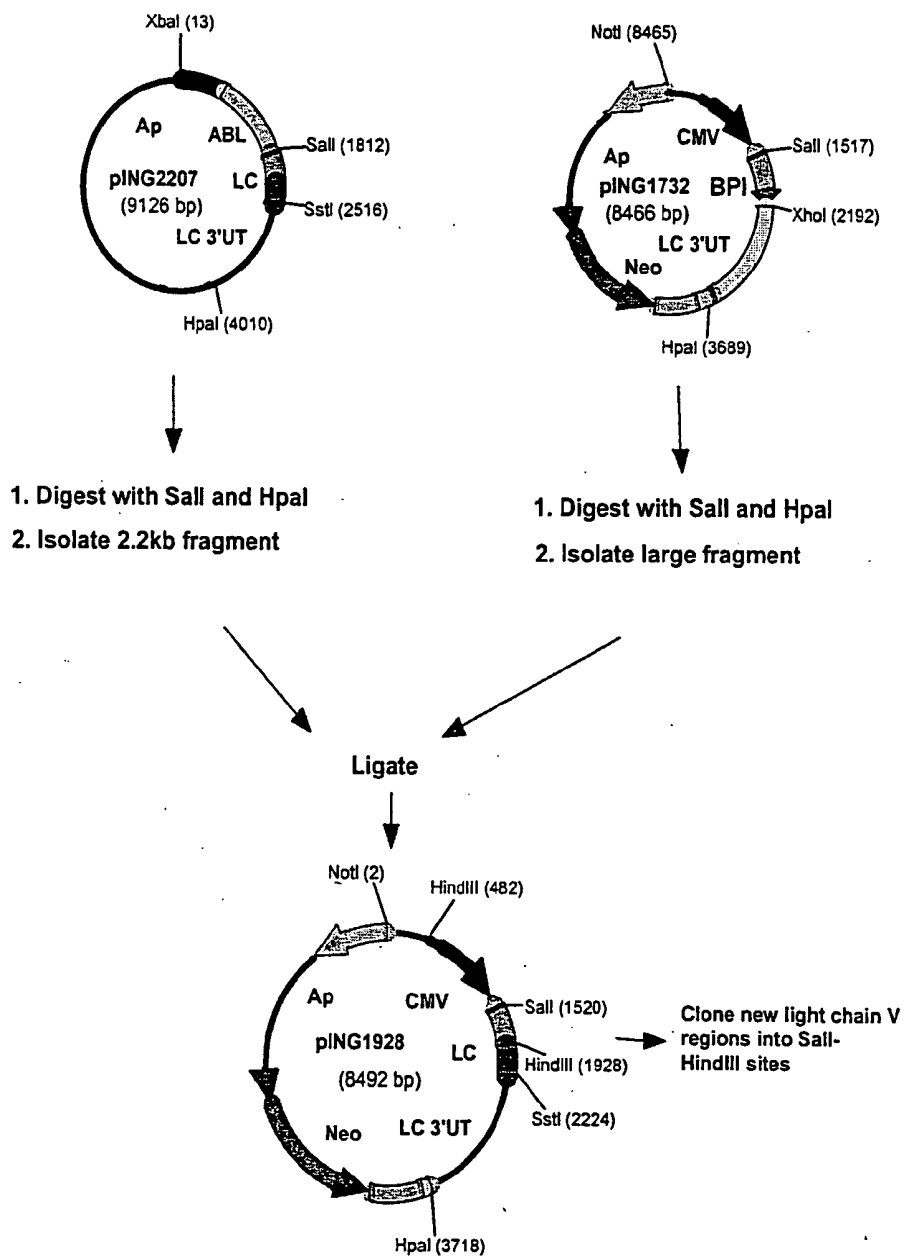 XbaI (13)
Ap
ABL
SalI (1812)
pING2207
LC
(9126 bp)
SstI (2516)
LC 3'UT
HpaI (4010)
NotI (8465)
CMV
SalI (1517)
Ap
pING1732
BPI
(8466 bp)
XhoI (2192)
LC 3'UT
Neo
HpaI (3689)
1. Digest with SalI and HpaI
2. Isolate 2.2kb fragment
1. Digest with SalI and HpaI
2. Isolate large fragment
Ligate
NotI (2)
HindIII (482)
Ap
CMV
SalI (1520)
pING1928
LC
HindIII (1928)
(8492 bp)
SstI (2224)
Neo
LC 3'UT
HpaI (3718)
Clone new light chain V
regions into SalI-
HindIII sites